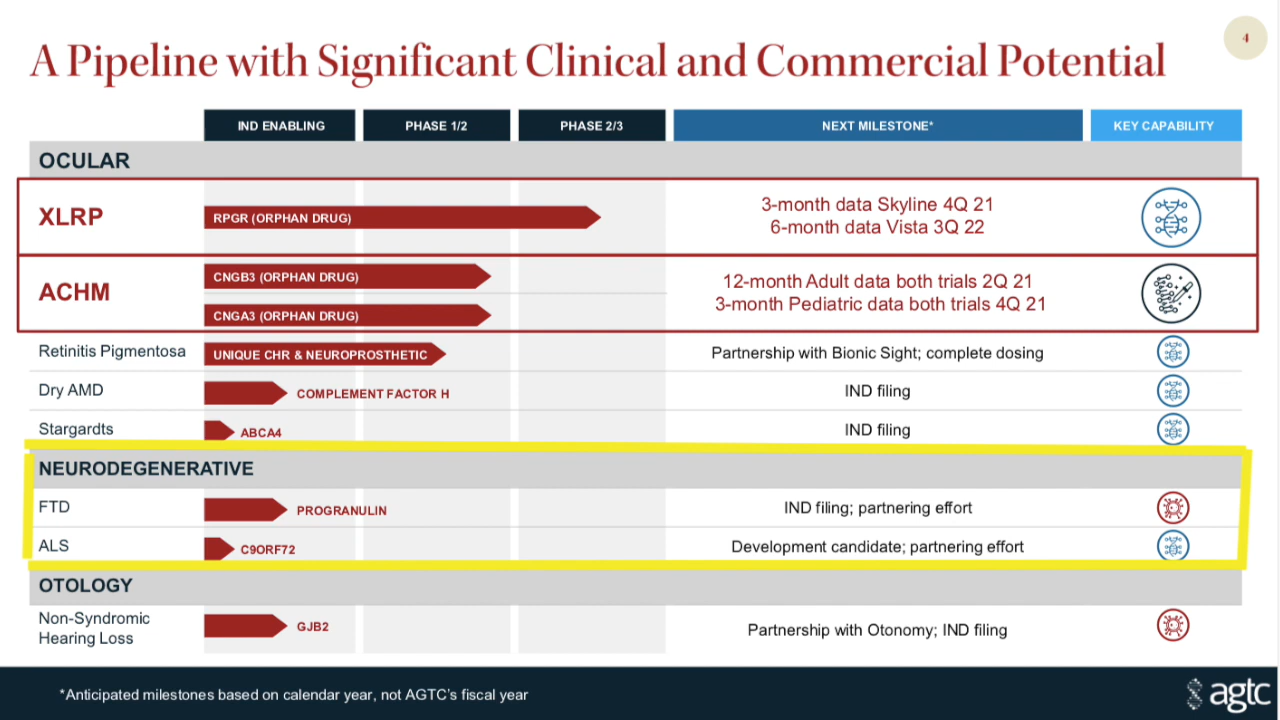 4
A Pipeline with Significant Clinical and Commercial Potential
IND ENABLING PHASE 1/2 PHASE 2/3 NEXT MILESTONE* KEY CAPABILITY
OCULAR
XLRP
RPGR (ORPHAN DRUG)
3-month data Skyline 4Q 21
6-month data Vista 3Q 22
ACHM
CNGB3 (ORPHAN DRUG)
CNGA3 (ORPHAN DRUG)
12-month Adult data both trials 2Q 21
3-month Pediatric data both trials 4Q 21
Retinitis Pigmentosa UNIQUE CHR & NEUROPROSTHETIC Partnership with Bionic Sight; complete dosing
Dry AMD COMPLEMENT FACTOR H IND filing
Stargardts ABCA4 IND filing
NEURODEGENERATIVE
FTD PROGRANULIN IND filing; partnering effort
ALS C9ORF72 Development candidate; partnering effort
OTOLOGY
Non-Syndromic
Hearing Loss
GJB2 Partnership with Otonomy; IND filing
*Anticipated milestones based on calendar year, not AGTC's fiscal year
agtc